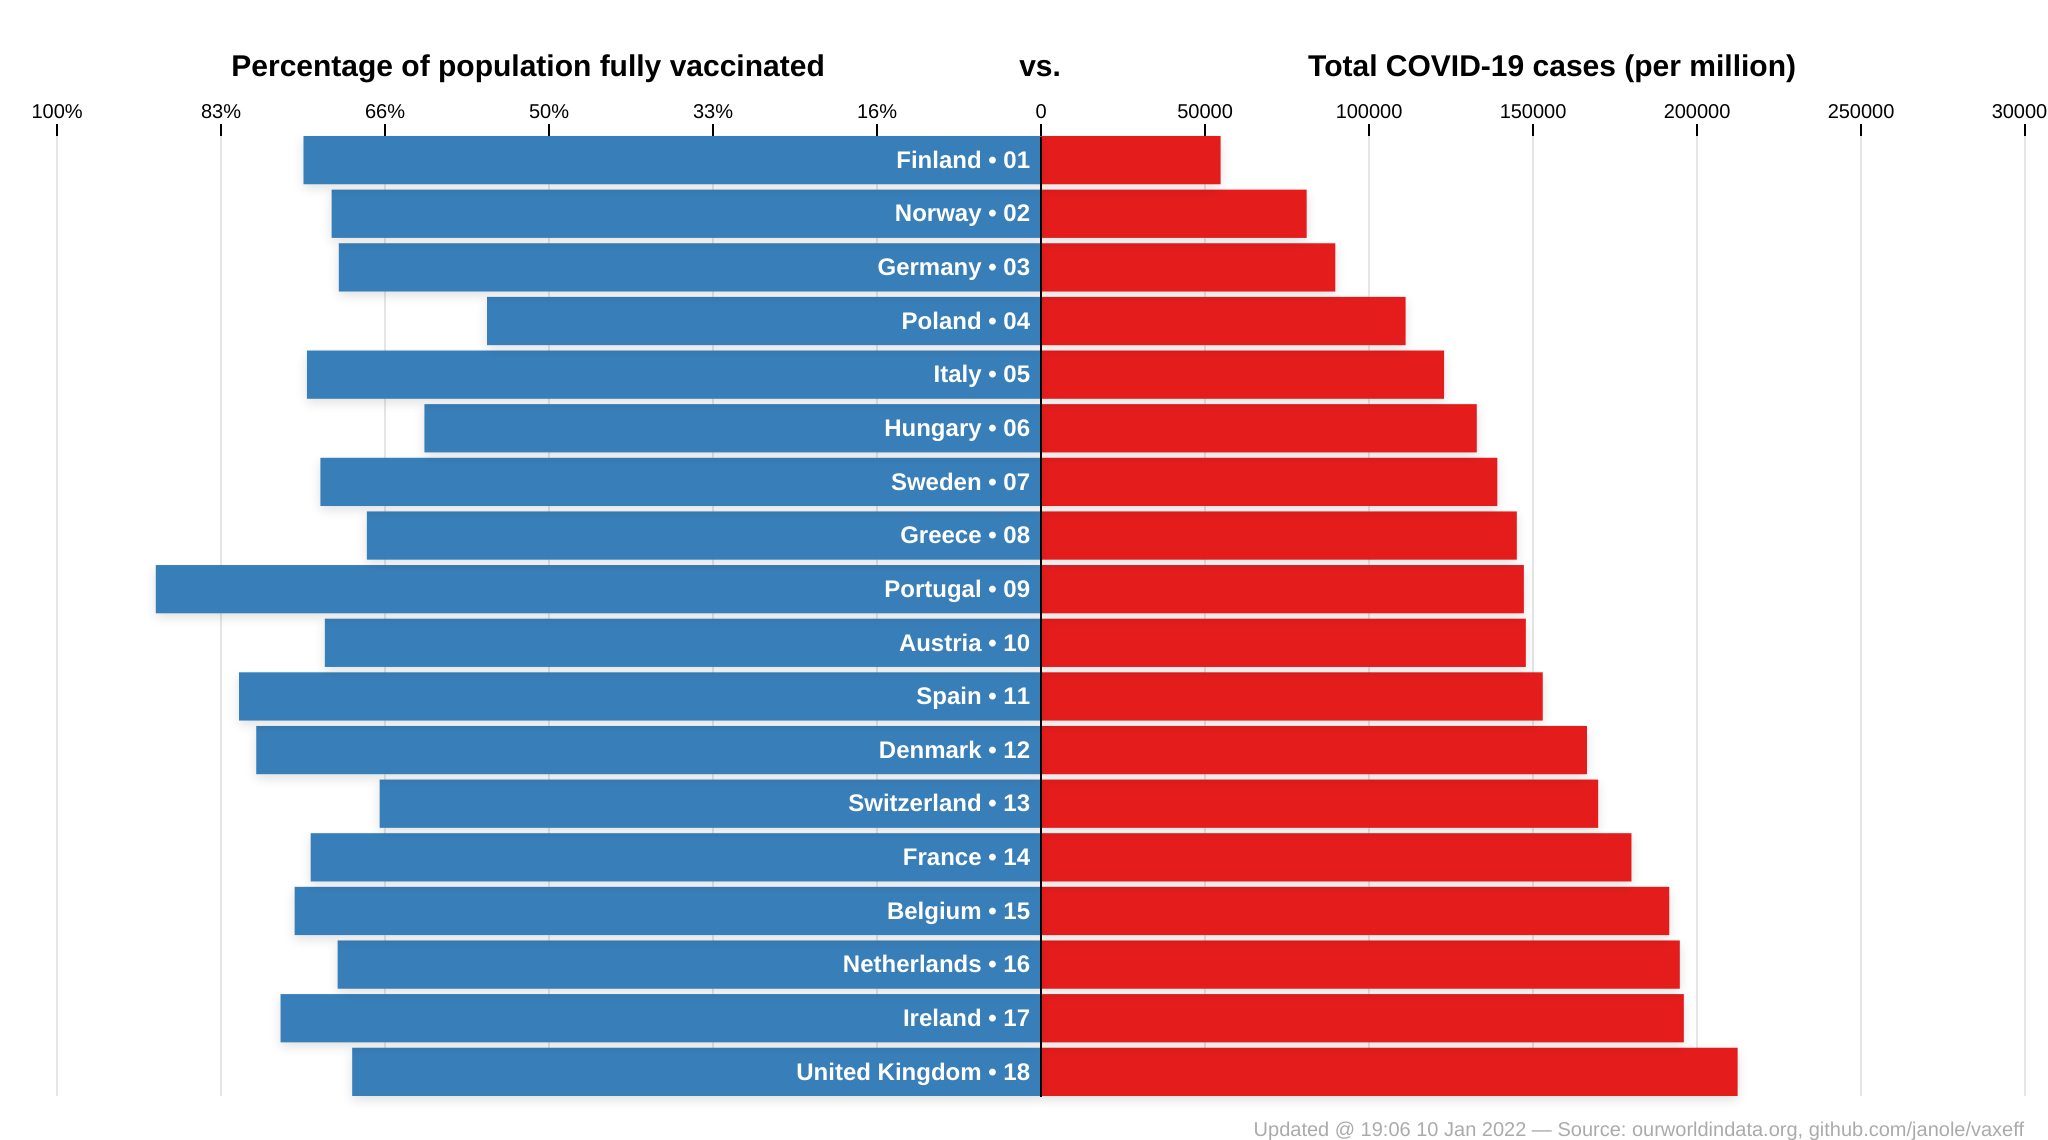 Percentage of population fully vaccinated vs. Total COVID-19 cases (per million)
100% 83% 66% 50% 33% 16% 0 50000 100000 150000 200000 250000 30000
Finland • 01
Norway • 02
Germany • 03
Poland • 04
Italy • 05
Hungary • 06
Sweden • 07
Greece • 08
Portugal • 09
Austria • 10
Spain • 11
Denmark • 12
Switzerland • 13
France • 14
Belgium • 15
Netherlands • 16
Ireland • 17
United Kingdom • 18
Updated @ 19:06 10 Jan 2022 — Source: ourworldindata.org, github.com/janole/vaxeff